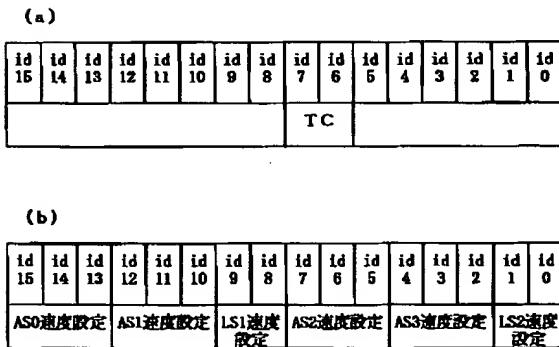 (a)
id 15 id 14 id 13 id 12 id 11 id 10 id 9 id 8 id 7 id 6 id 5 id 4 id 3 id 2 id 1 id 0
TC
(b)
id 15 id 14 id 13 id 12 id 11 id 10 id 9 id 8 id 7 id 6 id 5 id 4 id 3 id 2 id 1 id 0
AS0速度設定 AS1速度設定 LS1速度設定 AS2速度設定 AS3速度設定 LS2速度設定